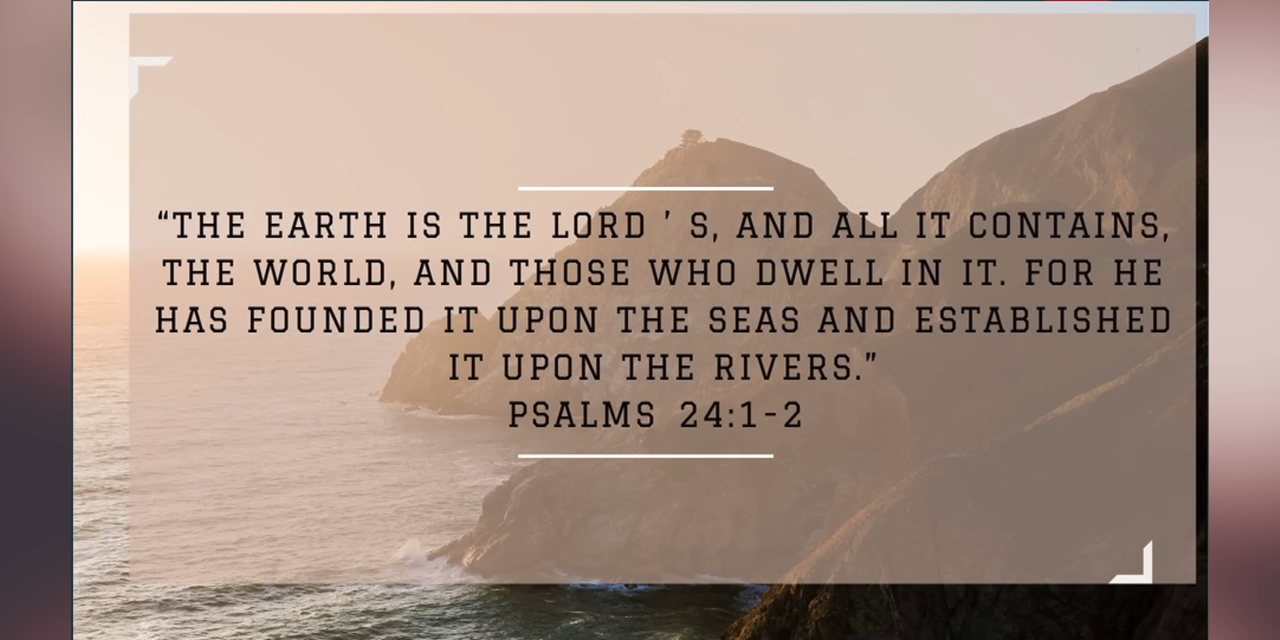 “THE EARTH IS THE LORD ’ S, AND ALL IT CONTAINS,
THE WORLD, AND THOSE WHO DWELL IN IT. FOR HE
HAS FOUNDED IT UPON THE SEAS AND ESTABLISHED
IT UPON THE RIVERS.”
PSALMS 24:1-2